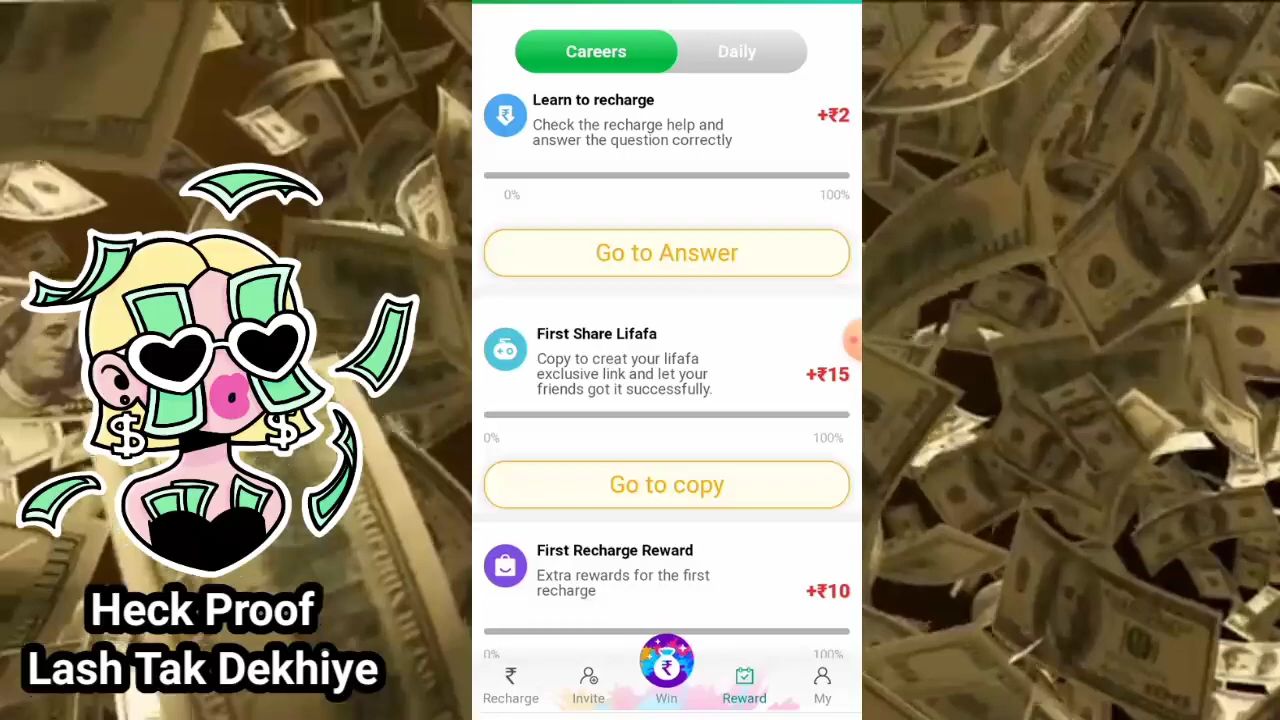 Careers
Daily
Learn to recharge
Check the recharge help and
answer the question correctly
+₹2
0%
100%
Go to Answer
First Share Lifafa
Copy to creat your lifafa
exclusive link and let your
friends got it successfully.
+₹15
0%
100%
Go to copy
First Recharge Reward
Extra rewards for the first
recharge
+₹10
0%
100%
Recharge
Invite
Win
Reward
My
Heck Proof
Lash Tak Dekhiye